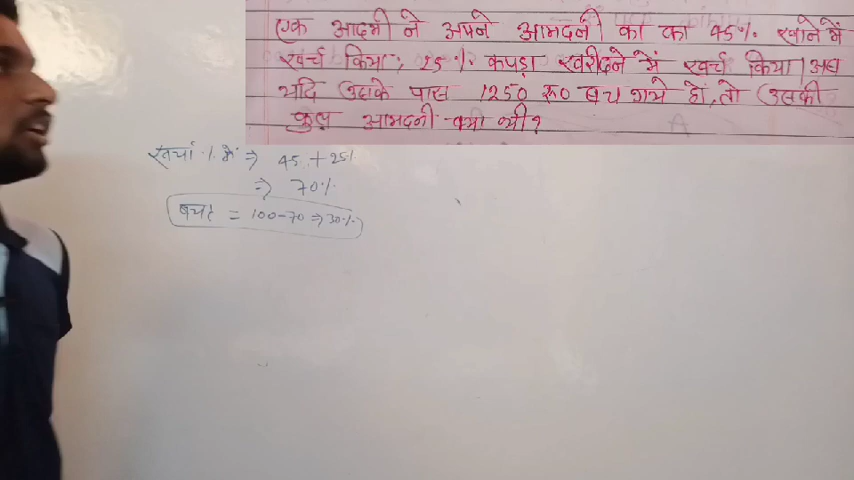 एक आदमी ने अपने आमदनी का का 45%. खाने में
खर्च किया; 25% कपड़ा खरीदने में खर्च किया। अब
यदि उसके पास 1250 रू0 बच गये हो, तो उसकी
कुल आमदनी क्या थी?
खर्चा % में ⇒ 45 + 25%
⇒ 70%
बचत = 100-70 ⇒ 30%